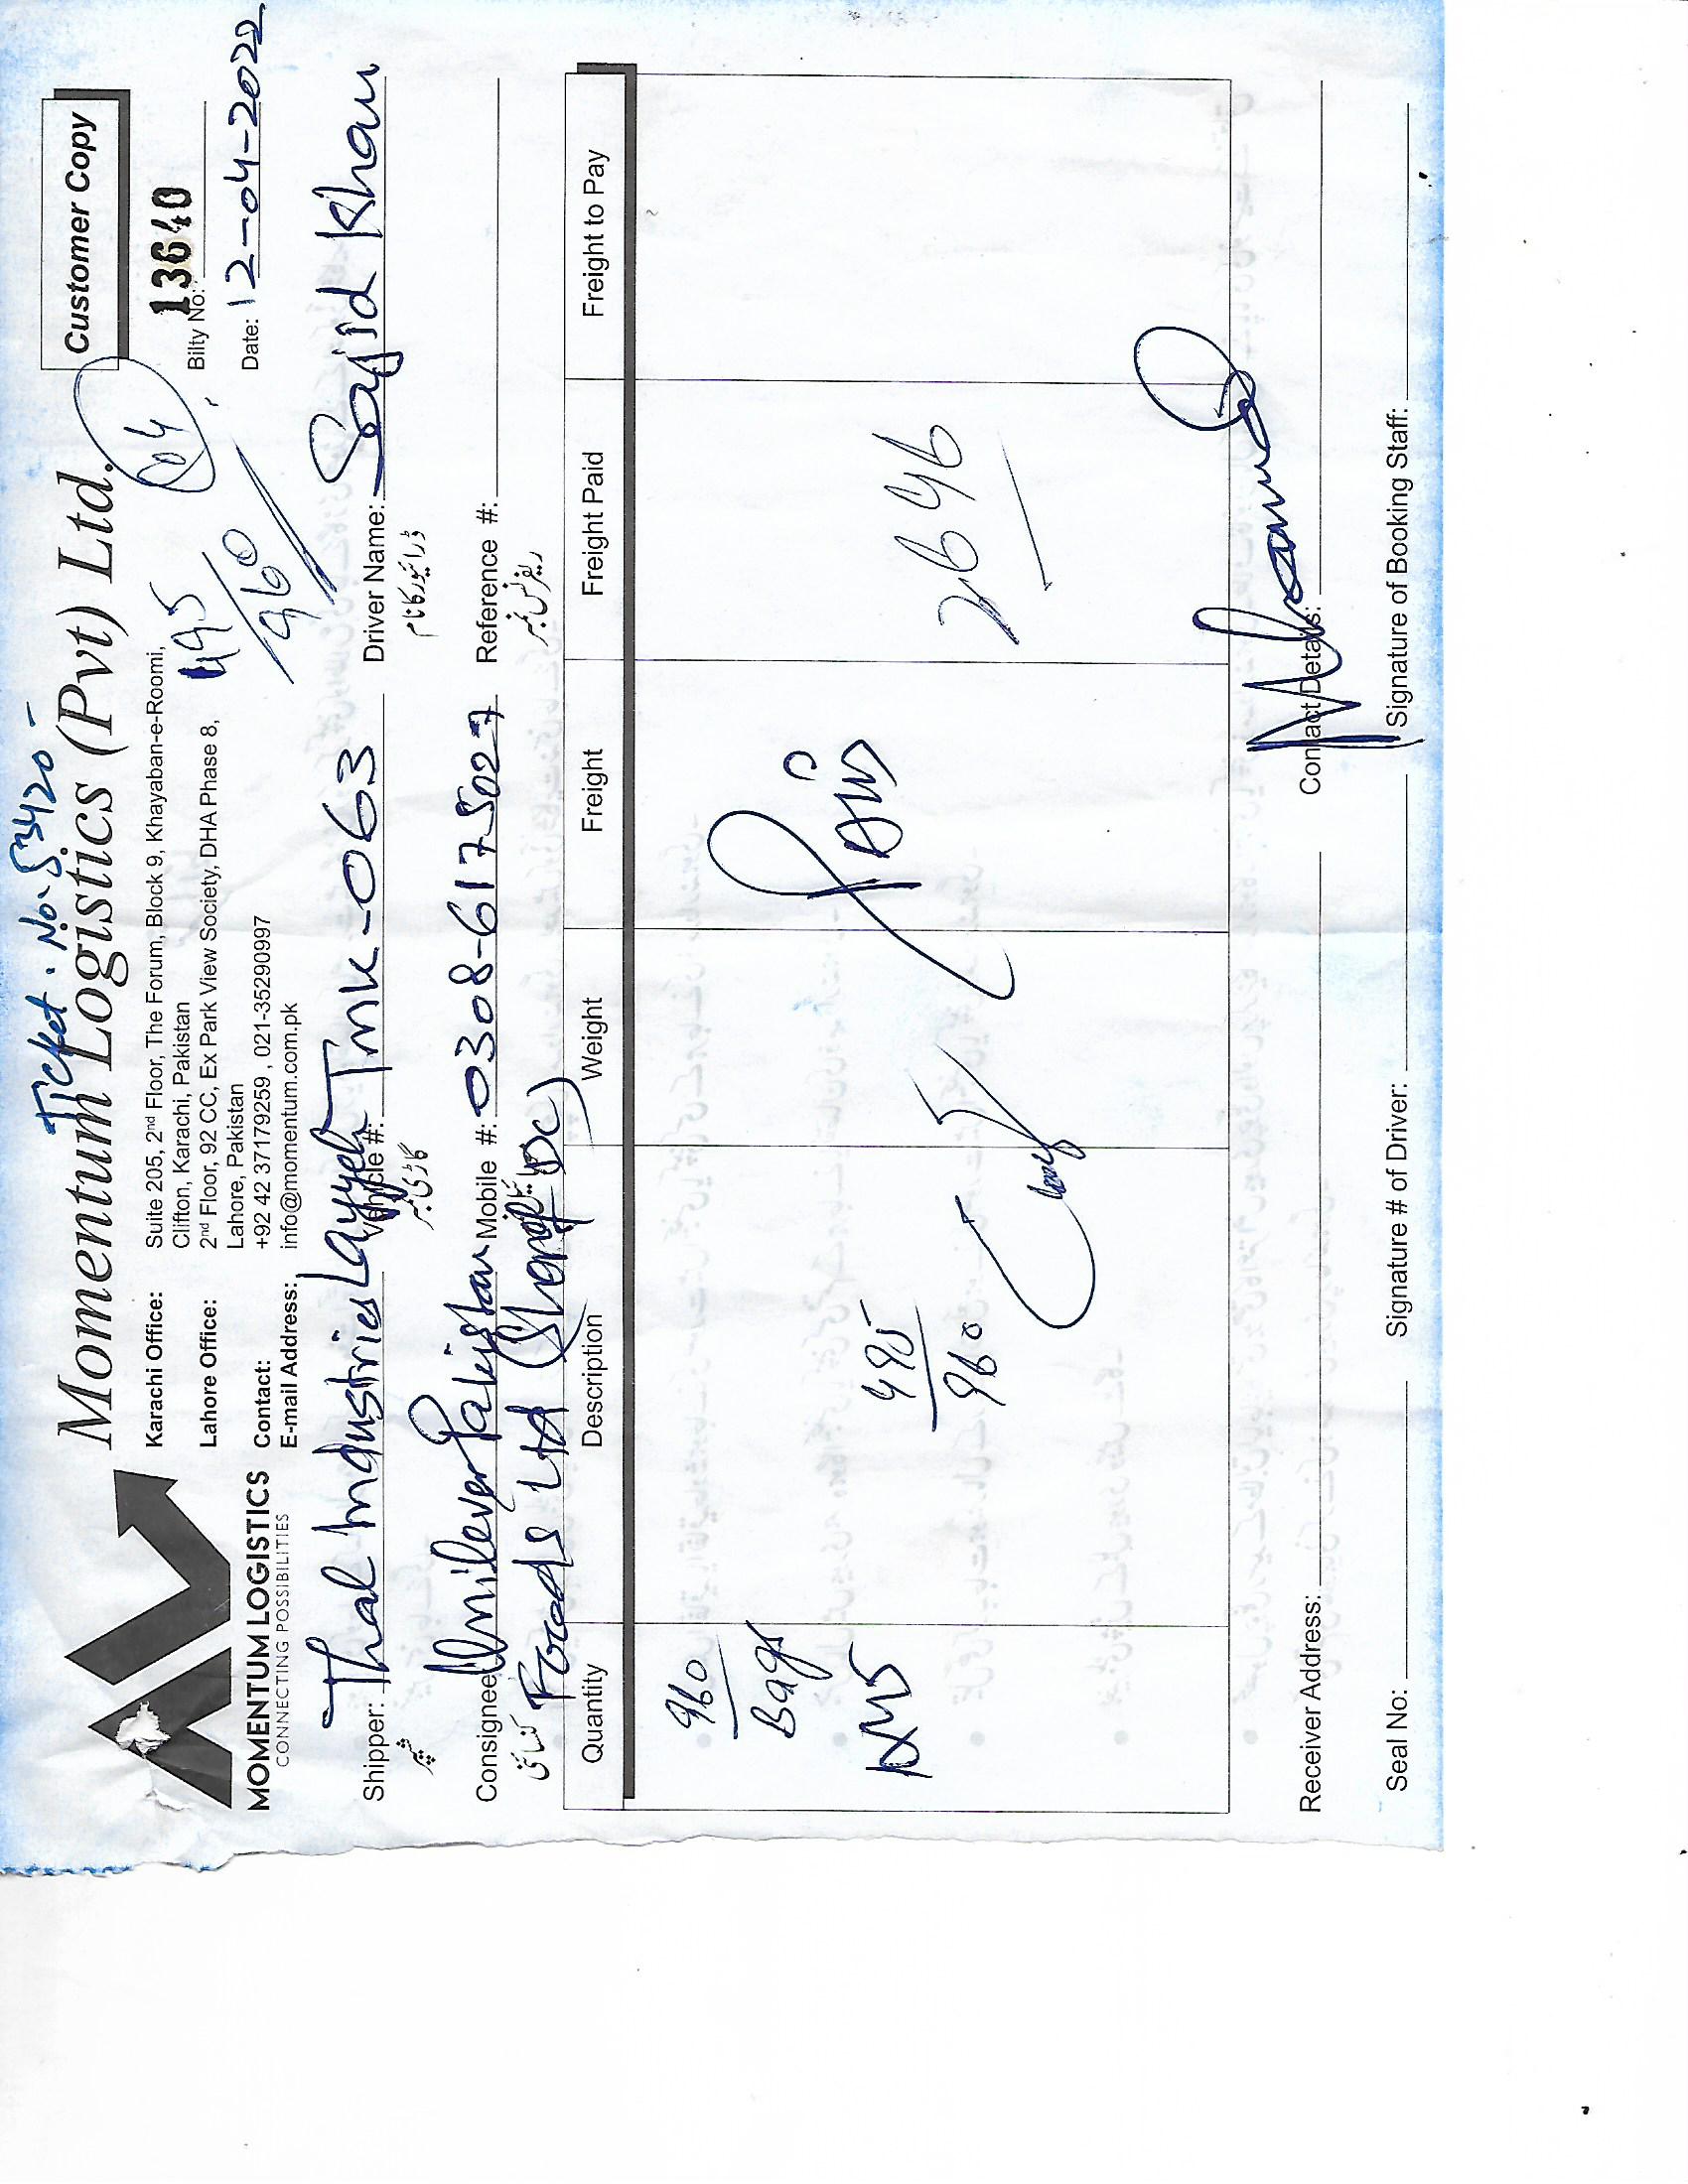 Ticket. No. 53420 -
Momentum Logistics (Pvt) Ltd.
Customer Copy
MOMENTUM LOGISTICS
CONNECTING POSSIBILITIES
Karachi Office: Suite 205, 2nd Floor, The Forum, Block 9, Khayaban-e-Roomi,
Clifton, Karachi, Pakistan
Lahore Office: 2nd Floor, 92 CC, Ex Park View Society, DHA Phase 8,
Lahore, Pakistan
Contact: +92 42 37179259 , 021-35290997
E-mail Address: info@momentum.com.pk
495
960
04
Bilty No: 13640
Date: 12-04-2022
Shipper: Thal Industries Layyah Vehicle #: TMK-063 Driver Name: Sajid Khan
شپر گاڑی نمبر ڈرائیور کا نام
Consignee Unilever Pakistan Mobile #: 0308-6175027 Reference #:
کنسائنی ریفرنس نمبر
Foods Ltd DC)
Quantity Description Weight Freight Freight Paid Freight to Pay
960
Bags
495
960
2696
Receiver Address: Contact Details:
Seal No: Signature # of Driver: Signature of Booking Staff: